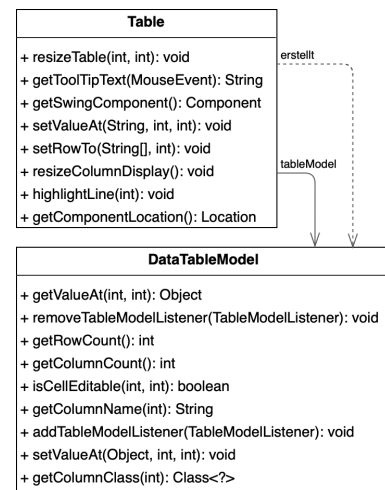 Table
+ resizeTable(int, int): void
erstellt
+ getToolTipText(MouseEvent): String
+ getSwingComponent(): Component
+ setValueAt(String, int, int): void
+ setRowTo(String[], int): void
+ resizeColumnDisplay(): void
tableModel
+ highlightLine(int): void
+ getComponentLocation(): Location
DataTableModel
+ getValueAt(int, int): Object
+ removeTableModelListener(TableModelListener): void
+ getRowCount(): int
+ getColumnCount(): int
+ isCellEditable(int, int): boolean
+ getColumnName(int): String
+ addTableModelListener(TableModelListener): void
+ setValueAt(Object, int, int): void
+ getColumnClass(int): Class<?>